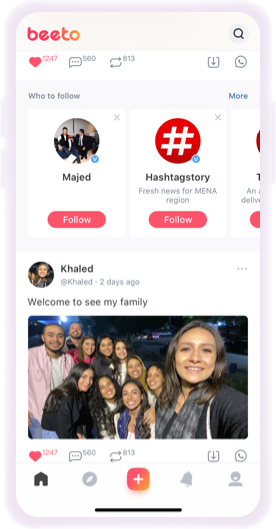 beeto
1247 560 813
Who to follow More
Majed
Follow
#
Hashtagstory
Fresh news for MENA
region
Follow
T
An a
delive
Khaled
@Khaled · 2 days ago
Welcome to see my family
1247 560 813